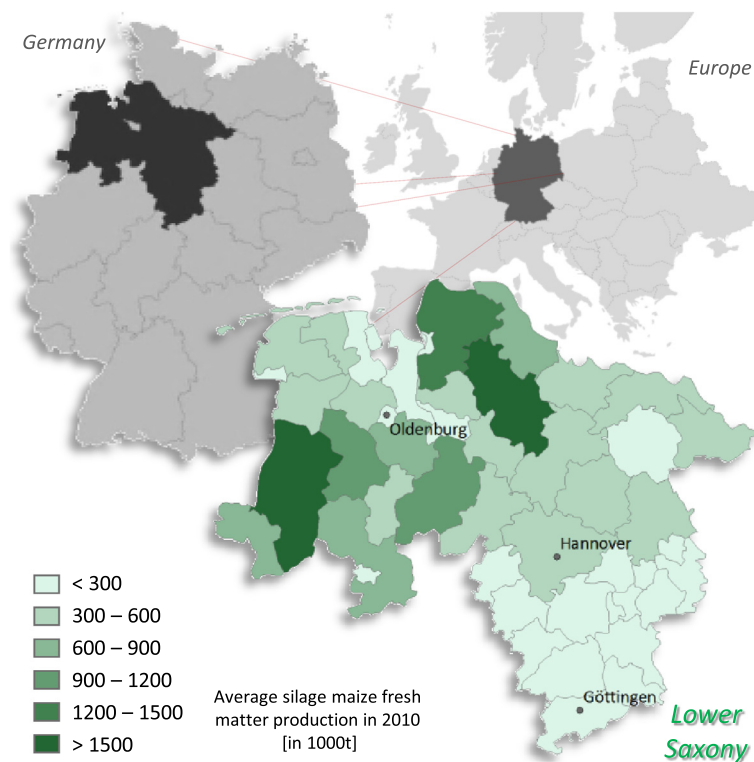 Germany
Europe
Oldenburg
Hannover
< 300
300 – 600
600 – 900
900 – 1200
1200 – 1500
> 1500
Average silage maize fresh
matter production in 2010
[in 1000t]
Göttingen
Lower
Saxony